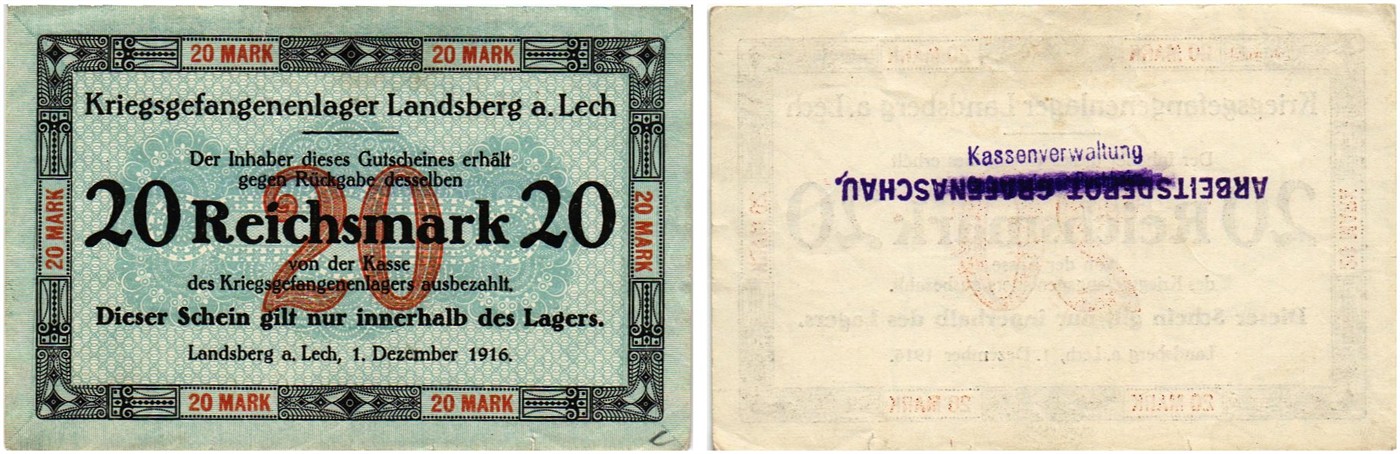 20 MARK 20 MARK
Kriegsgefangenenlager Landsberg a. Lech
Der Inhaber dieses Gutscheines erhält
gegen Rückgabe desselben
20 Reichsmark 20
20
von der Kasse
des Kriegsgefangenenlagers ausbezahlt.
Dieser Schein gilt nur innerhalb des Lagers.
Landsberg a. Lech, 1. Dezember 1916.
20 MARK
20 MARK
20 MARK 20 MARK
Kassenverwaltung
ARBEITSDEPOT GRAFENASCHAU,